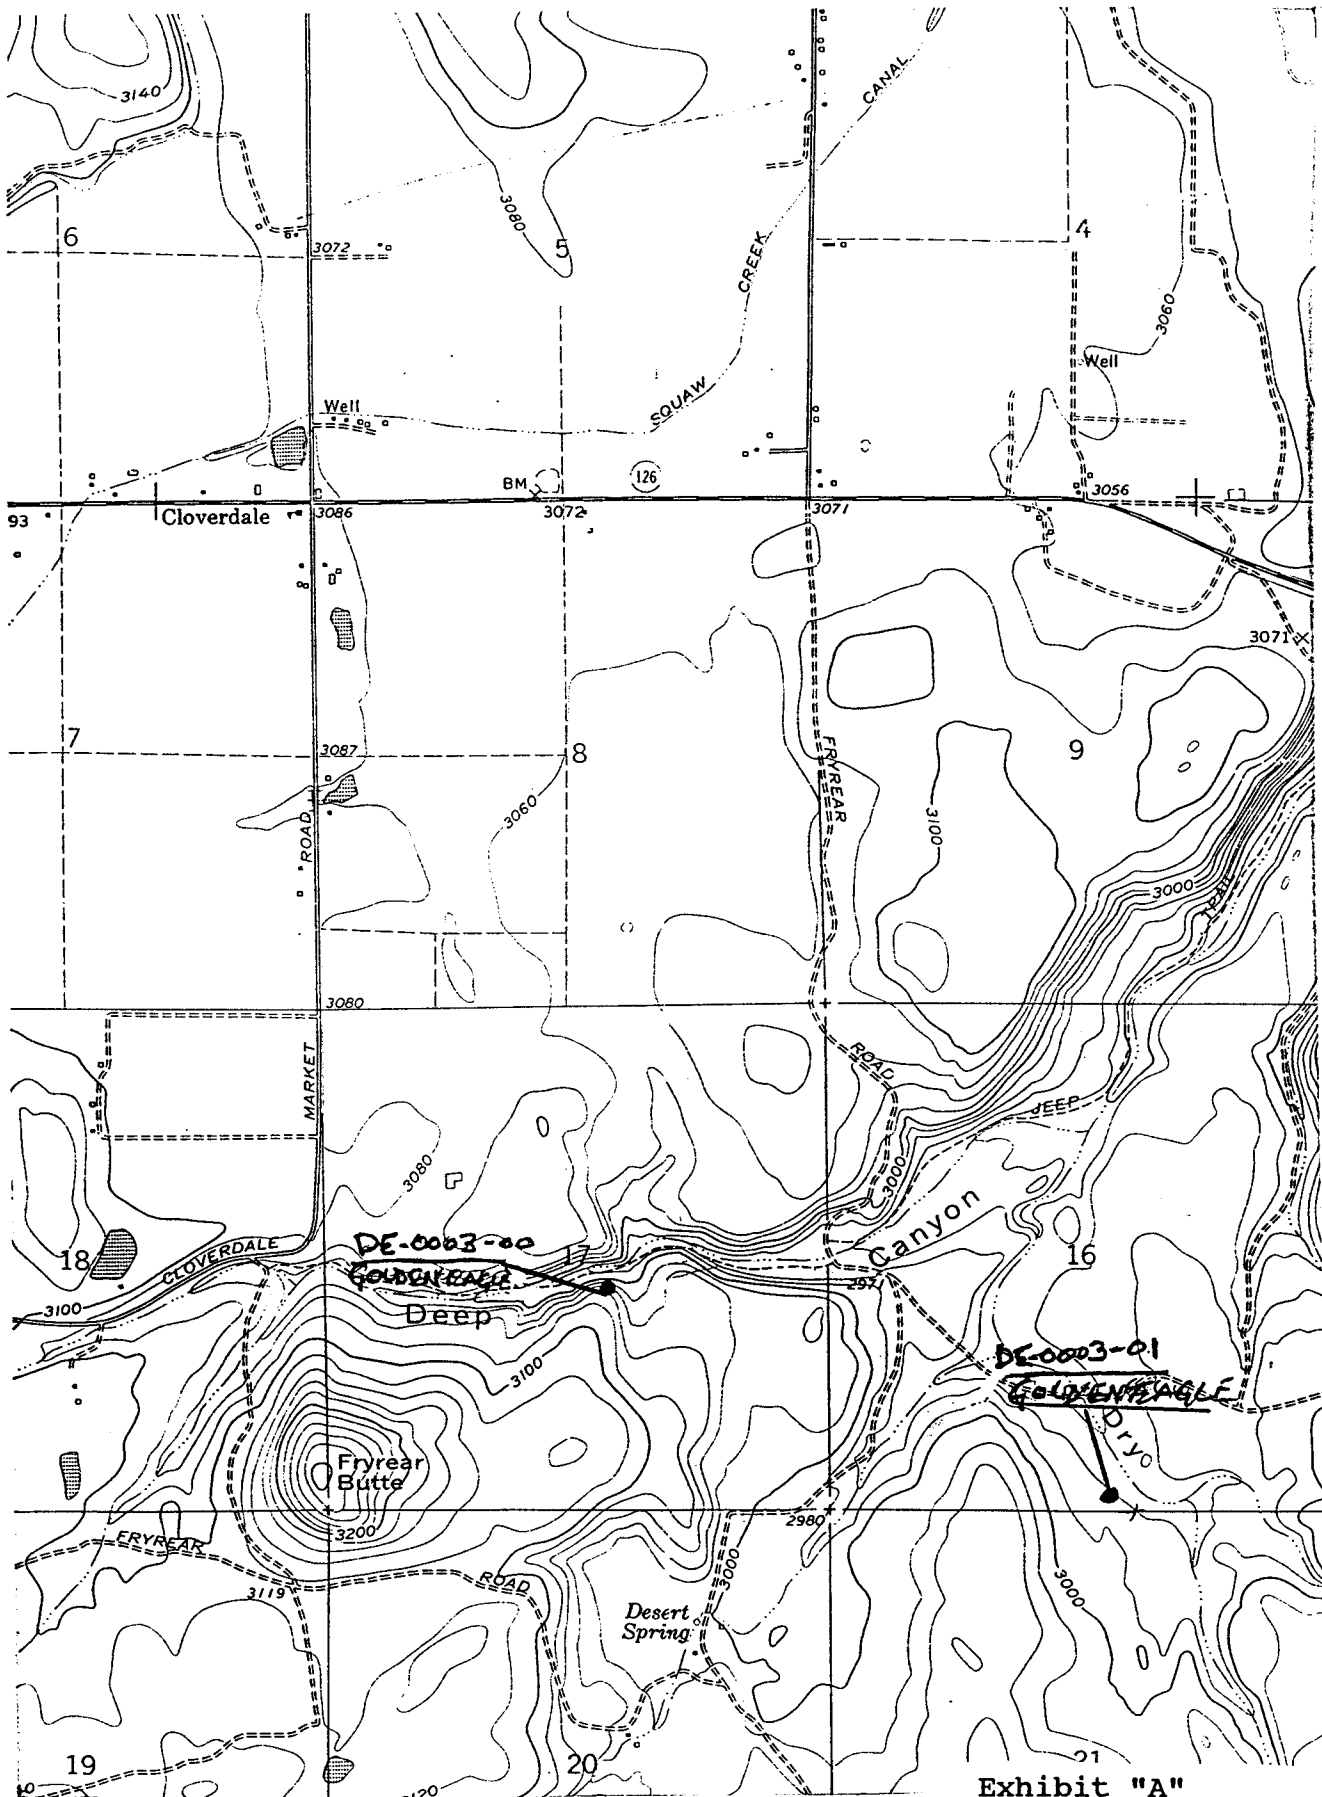 3140
CANAL
6
3072
3080
5
CREEK
4
3060
Well
Well
SQUAW
126
BM
93
Cloverdale
3086
3072
3071
3056
3071
7
3087
8
9
FRYREAR
3060
3100
ROAD
3000
TRAIL
3080
MARKET
ROAD
JEEP
3080
3000
Canyon
18
CLOVERDALE
DE-0003-00
GOLDEN EAGLE
17
16
3100
Deep
2971
DE-0003-01
GOLDEN EAGLE
3100
Dry
Fryrear
Butte
3200
2980
FRYREAR
ROAD
3119
3000
3000
Desert
Spring
19
20
21
Exhibit "A"